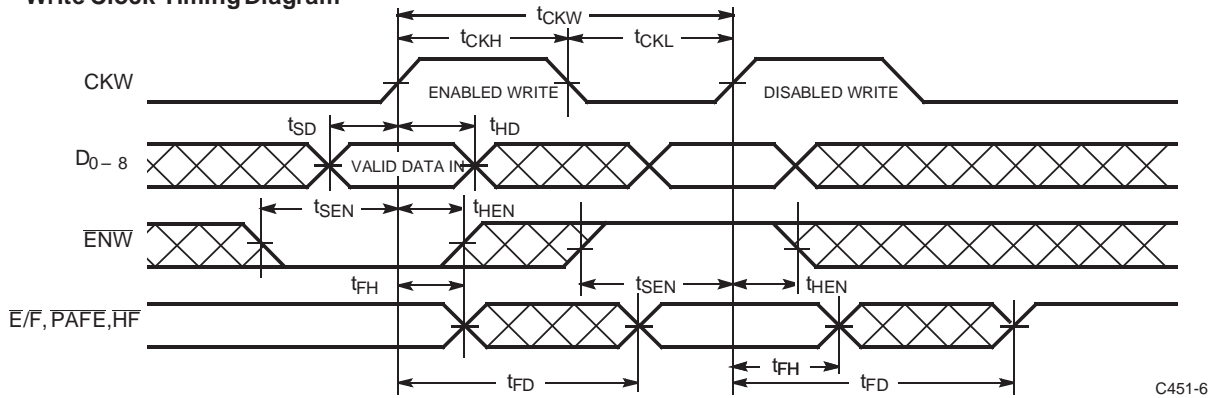 Write Clock Timing Diagram
tCKW
tCKH
tCKL
CKW
ENABLED WRITE
DISABLED WRITE
tSD
tHD
D0 – 8
VALID DATA IN
tSEN
tHEN
ENW
tFH
tSEN
tHEN
E/F, PAFE,HF
tFH
tFD
tFD
C451-6